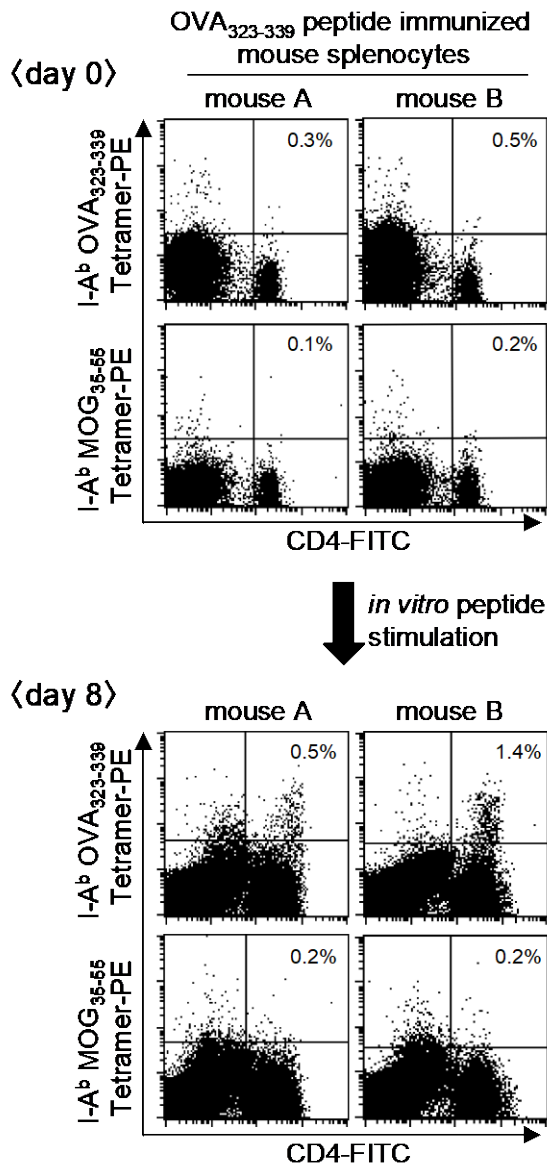 OVA₃₂₃₋₃₃₉ peptide immunized
mouse splenocytes
〈day 0〉
mouse A
mouse B
I-Aᵇ OVA₃₂₃₋₃₃₉
Tetramer-PE
0.3%
0.5%
I-Aᵇ MOG₃₅₋₅₅
Tetramer-PE
0.1%
0.2%
CD4-FITC
in vitro peptide
stimulation
〈day 8〉
mouse A
mouse B
I-Aᵇ OVA₃₂₃₋₃₃₉
Tetramer-PE
0.5%
1.4%
I-Aᵇ MOG₃₅₋₅₅
Tetramer-PE
0.2%
0.2%
CD4-FITC